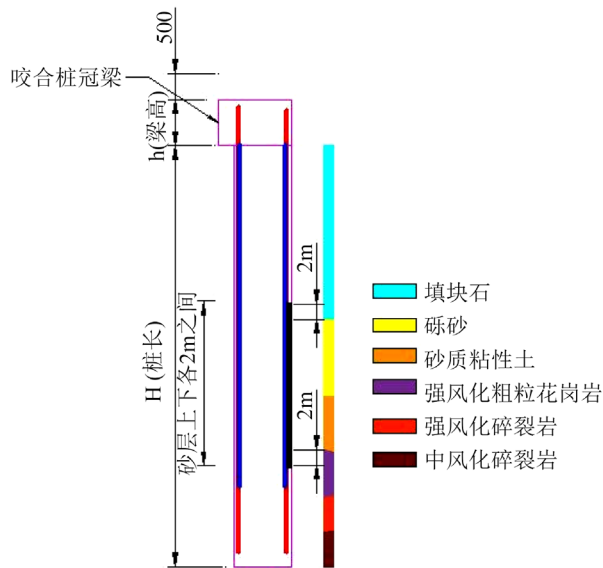 500
咬合桩冠梁
h(梁高)
H (桩长)
砂层上下各2m之间
2m
2m
填块石
砾砂
砂质粘性土
强风化粗粒花岗岩
强风化碎裂岩
中风化碎裂岩